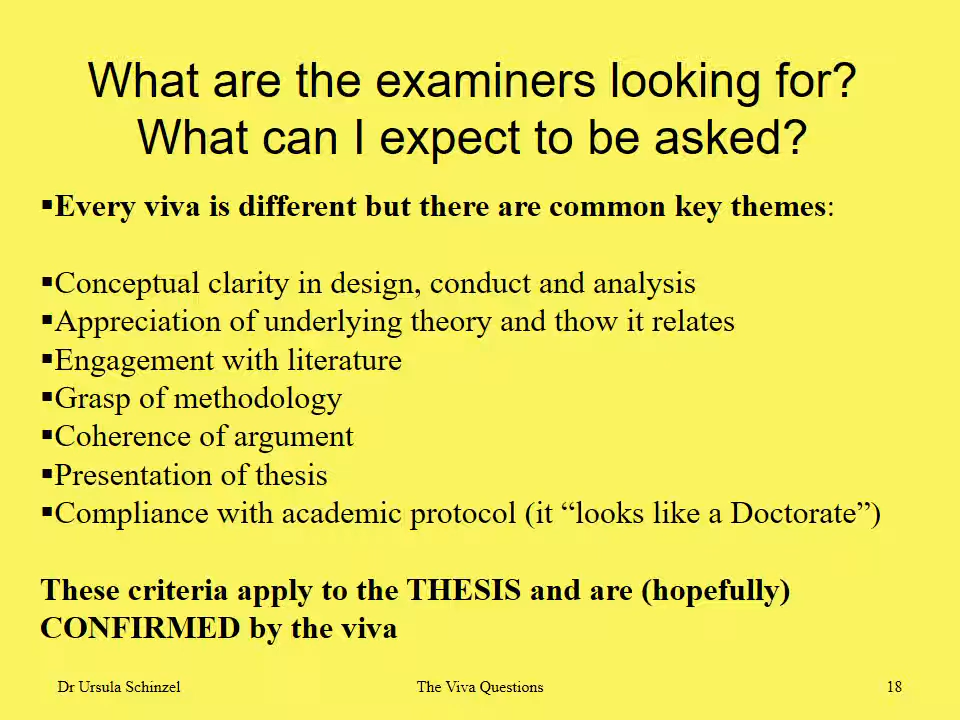 What are the examiners looking for?
What can I expect to be asked?
▪Every viva is different but there are common key themes:
▪Conceptual clarity in design, conduct and analysis
▪Appreciation of underlying theory and thow it relates
▪Engagement with literature
▪Grasp of methodology
▪Coherence of argument
▪Presentation of thesis
▪Compliance with academic protocol (it “looks like a Doctorate”)
These criteria apply to the THESIS and are (hopefully)
CONFIRMED by the viva
Dr Ursula Schinzel The Viva Questions 18